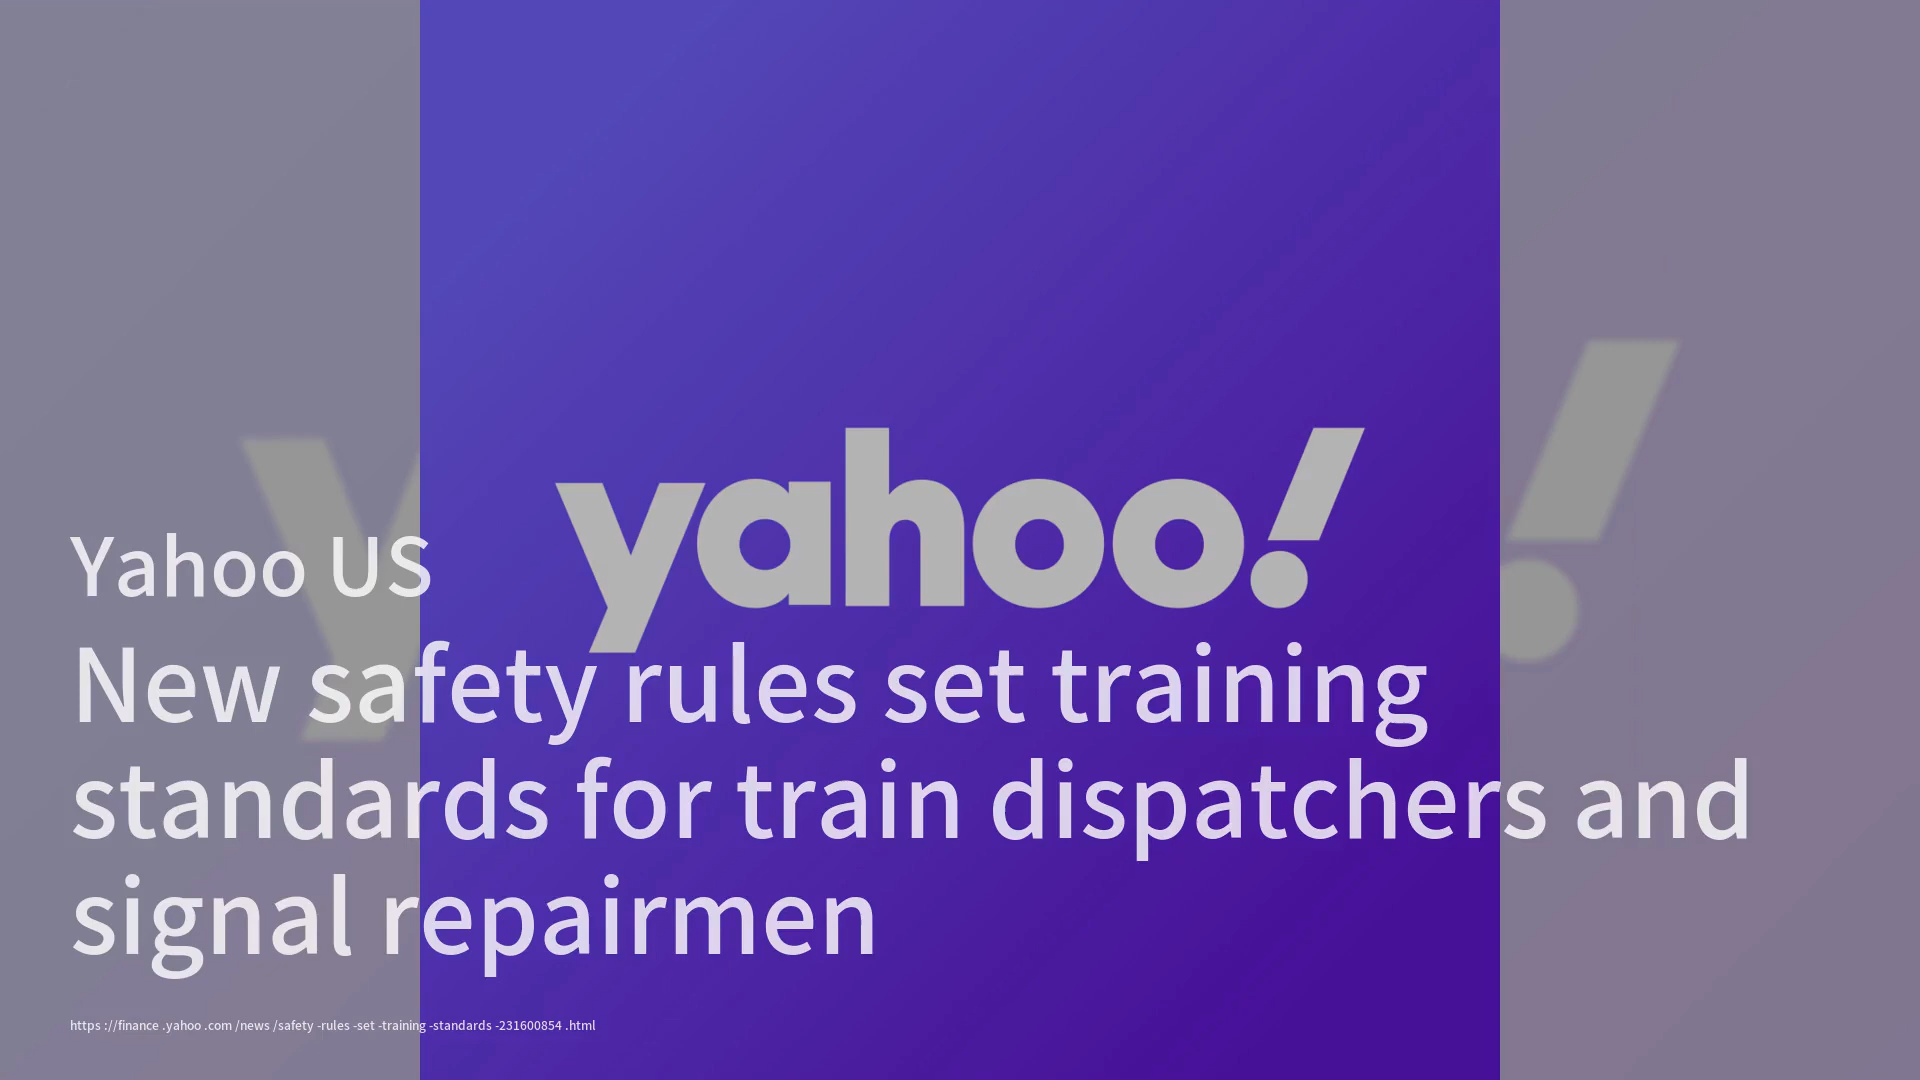 yahoo!
Yahoo US
New safety rules set training
standards for train dispatchers and
signal repairmen
https ://finance .yahoo .com /news /safety -rules -set -training -standards -231600854 .html